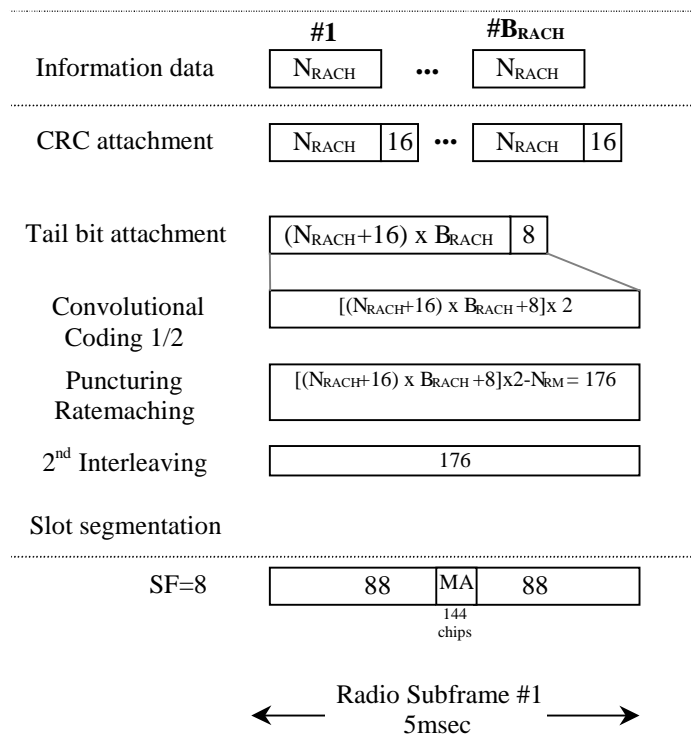 #1 #BRACH
Information data NRACH ... NRACH
CRC attachment NRACH 16 ... NRACH 16
Tail bit attachment (NRACH+16) x BRACH 8
Convolutional
Coding 1/2
[(NRACH+16) x BRACH +8]x 2
Puncturing
Ratemaching
[(NRACH+16) x BRACH +8]x2-NRM = 176
2nd Interleaving 176
Slot segmentation
SF=8 88 MA 88
144
chips
Radio Subframe #1
5msec